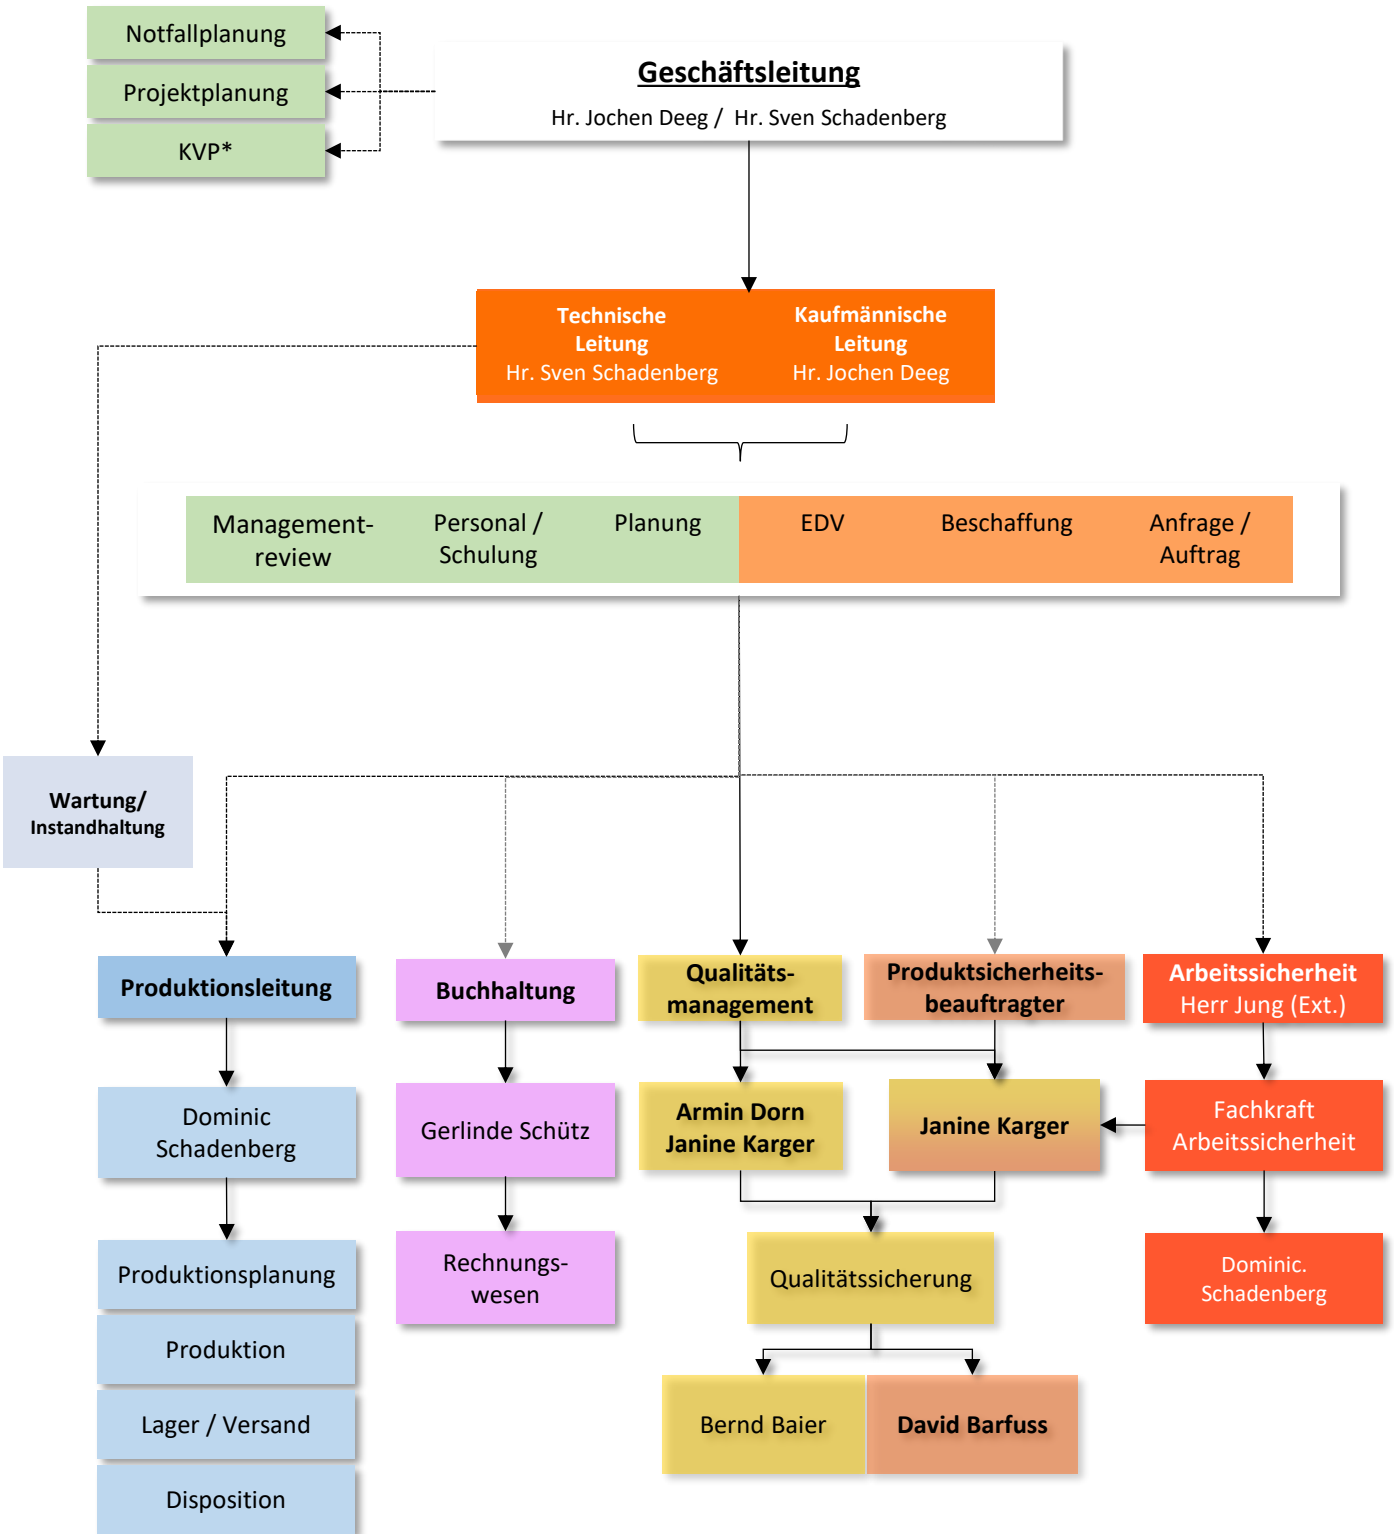 Notfallplanung
Projektplanung
KVP*
Geschäftsleitung
Hr. Jochen Deeg / Hr. Sven Schadenberg
Technische
Leitung
Hr. Sven Schadenberg
Kaufmännische
Leitung
Hr. Jochen Deeg
Management-
review
Personal /
Schulung
Planung
EDV
Beschaffung
Anfrage /
Auftrag
Wartung/
Instandhaltung
Produktionsleitung
Buchhaltung
Qualitäts-
management
Produktsicherheits-
beauftragter
Arbeitssicherheit
Herr Jung (Ext.)
Dominic
Schadenberg
Gerlinde Schütz
Armin Dorn
Janine Karger
Janine Karger
Fachkraft
Arbeitssicherheit
Produktionsplanung
Rechnungs-
wesen
Qualitätssicherung
Dominic.
Schadenberg
Produktion
Lager / Versand
Disposition
Bernd Baier
David Barfuss